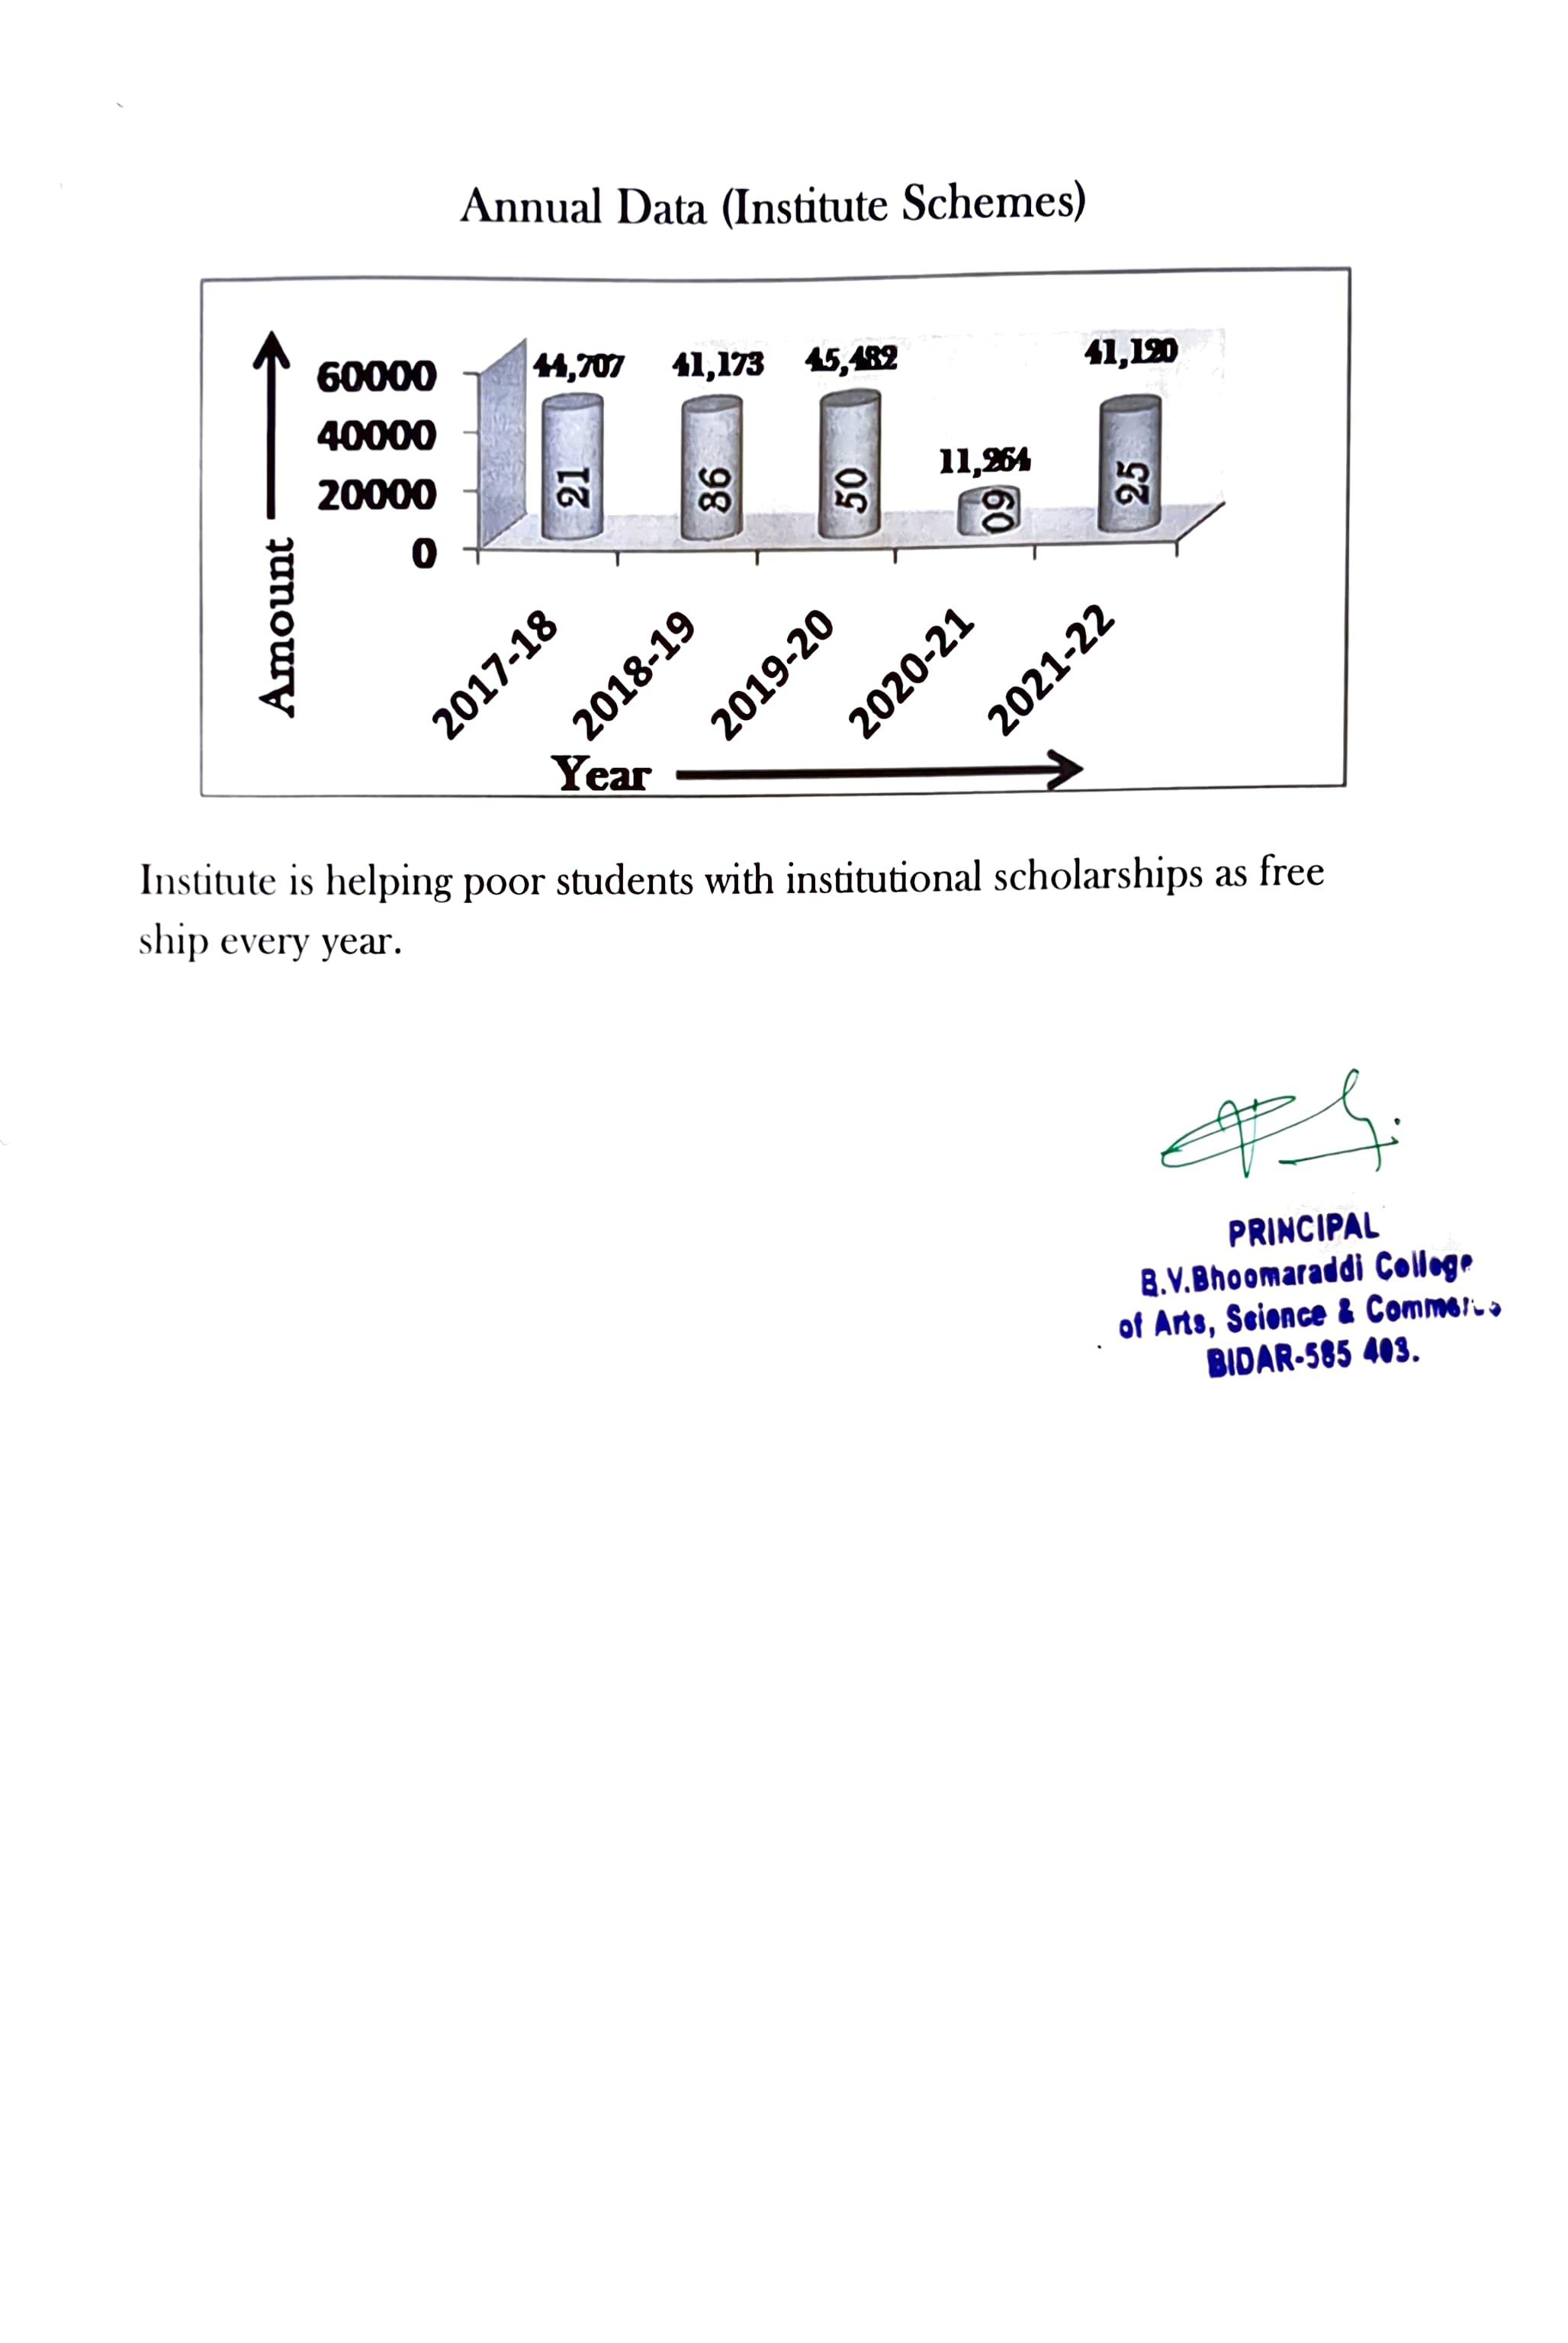 Annual Data (Institute Schemes)
60000
40000
20000
0
Amount
44,707
41,173
45,482
11,264
41,120
21
86
50
09
25
2017-18
2018-19
2019-20
2020-21
2021-22
Year
Institute is helping poor students with institutional scholarships as free
ship every year.
PRINCIPAL
B.V.Bhoomaraddi College
of Arts, Science & Commerce
BIDAR-585 403.